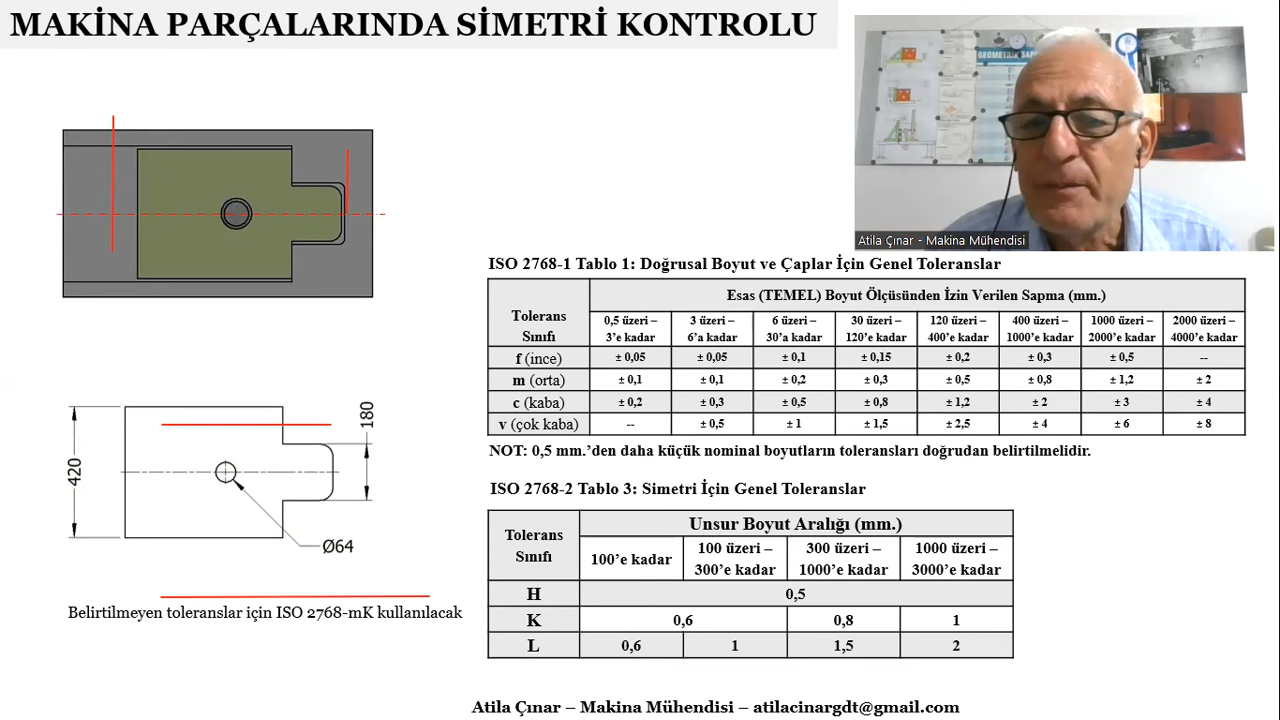 MAKİNA PARÇALARINDA SİMETRİ KONTROLU
GEOMETRİK SAP
Atila Çınar - Makina Mühendisi
ISO 2768-1 Tablo 1: Doğrusal Boyut ve Çaplar İçin Genel Toleranslar
Tolerans Sınıfı
Esas (TEMEL) Boyut Ölçüsünden İzin Verilen Sapma (mm.)
0,5 üzeri – 3’e kadar
3 üzeri – 6’a kadar
6 üzeri – 30’a kadar
30 üzeri – 120’e kadar
120 üzeri – 400’e kadar
400 üzeri – 1000’e kadar
1000 üzeri – 2000’e kadar
2000 üzeri – 4000’e kadar
f (ince) ± 0,05 ± 0,05 ± 0,1 ± 0,15 ± 0,2 ± 0,3 ± 0,5 --
m (orta) ± 0,1 ± 0,1 ± 0,2 ± 0,3 ± 0,5 ± 0,8 ± 1,2 ± 2
c (kaba) ± 0,2 ± 0,3 ± 0,5 ± 0,8 ± 1,2 ± 2 ± 3 ± 4
v (çok kaba) -- ± 0,5 ± 1 ± 1,5 ± 2,5 ± 4 ± 6 ± 8
NOT: 0,5 mm.’den daha küçük nominal boyutların toleransları doğrudan belirtilmelidir.
420
180
Ø64
Belirtilmeyen toleranslar için ISO 2768-mK kullanılacak
ISO 2768-2 Tablo 3: Simetri İçin Genel Toleranslar
Tolerans Sınıfı
Unsur Boyut Aralığı (mm.)
100’e kadar
100 üzeri – 300’e kadar
300 üzeri – 1000’e kadar
1000 üzeri – 3000’e kadar
H 0,5
K 0,6 0,8 1
L 0,6 1 1,5 2
Atila Çınar – Makina Mühendisi – atilacinargdt@gmail.com